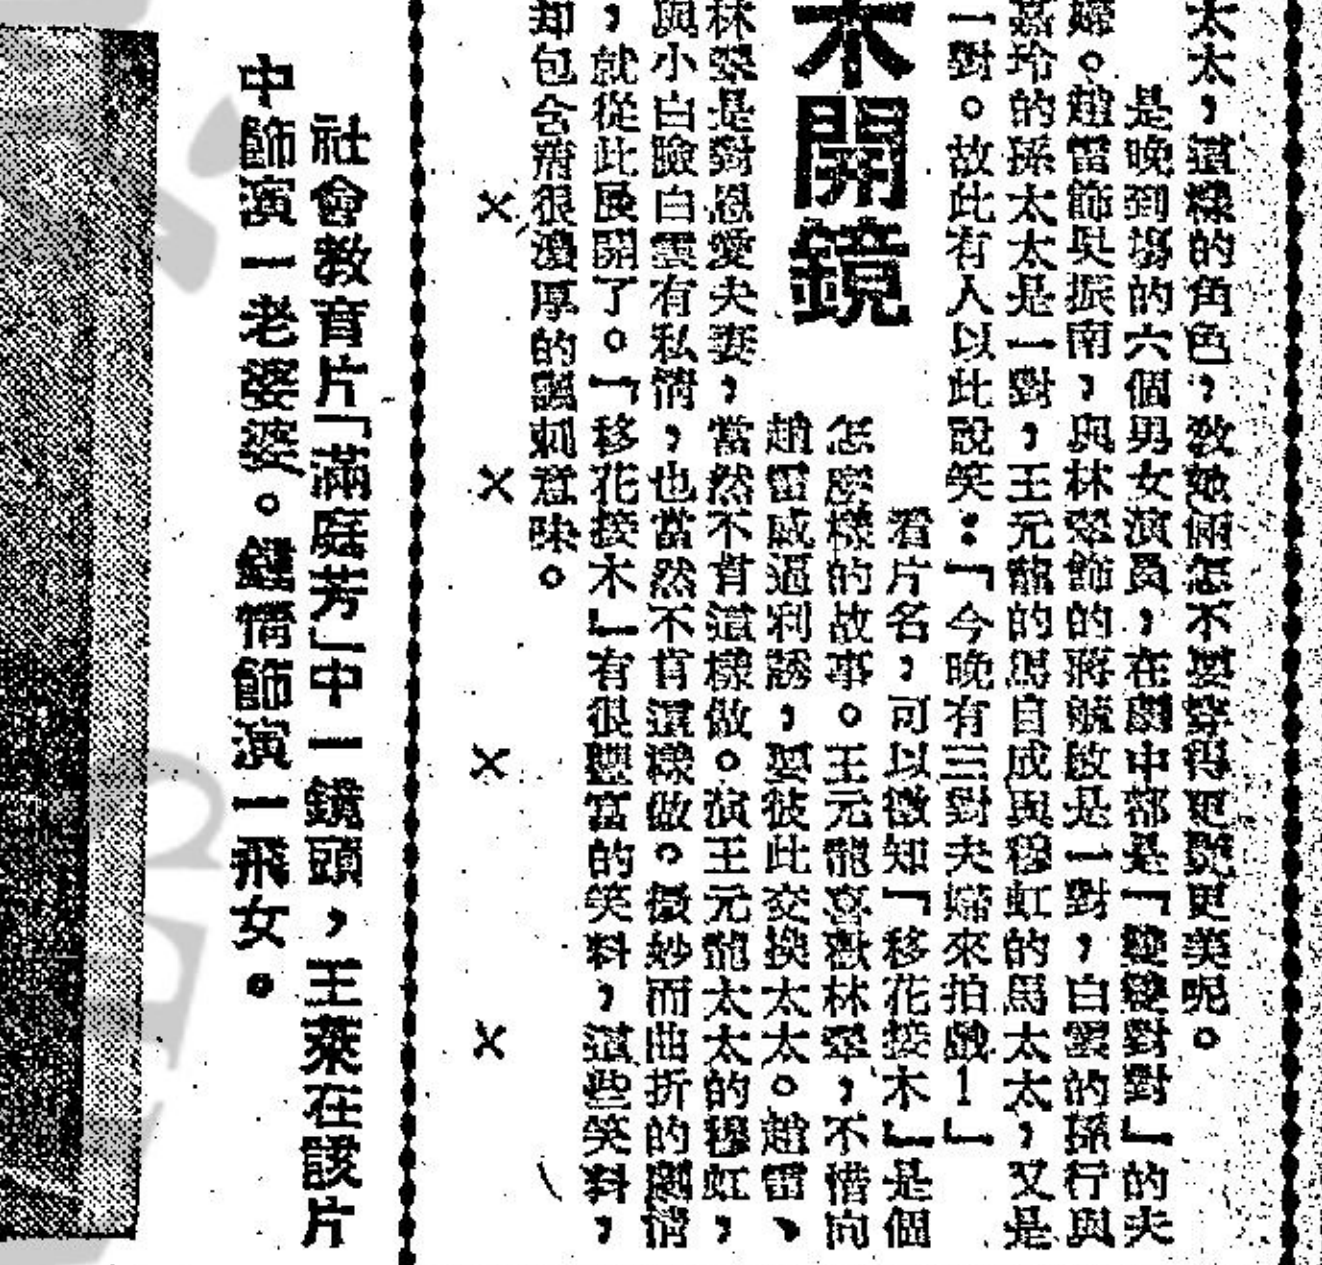 太太，這樣的角色，教她倆怎不要穿得更艷更美呢。
是晚到塲的六個男女演員，在劇中都是「雙雙對對」的夫
婦。趙雷飾吳振南，與林翠飾的蔣毓敏是一對，白雲的孫行與
嘉玲的孫太太是一對，王元龍的馬自成與穆虹的馬太太，又是
一對。故此有人以此說笑：「今晚有三對夫婦來拍戲！」
看片名，可以微知「移花接木」是個
怎麽樣的故事。王元龍喜歡林翠，不惜向
趙雷威逼利誘，要彼此交換太太。趙雷、
木開鏡
林翠是對恩愛夫妻，當然不肯這樣做。演王元龍太太的穆虹，
與小白臉白雲有私情，也當然不肯這樣做。微妙而曲折的劇情
，就從此展開了。「移花接木」有很豐富的笑料，這些笑料，
却包含着很濃厚的諷刺意味。
× × × ×
社會教育片「滿庭芳」中一鏡頭，王萊在該片
中飾演一老婆婆。鍾情飾演一飛女。